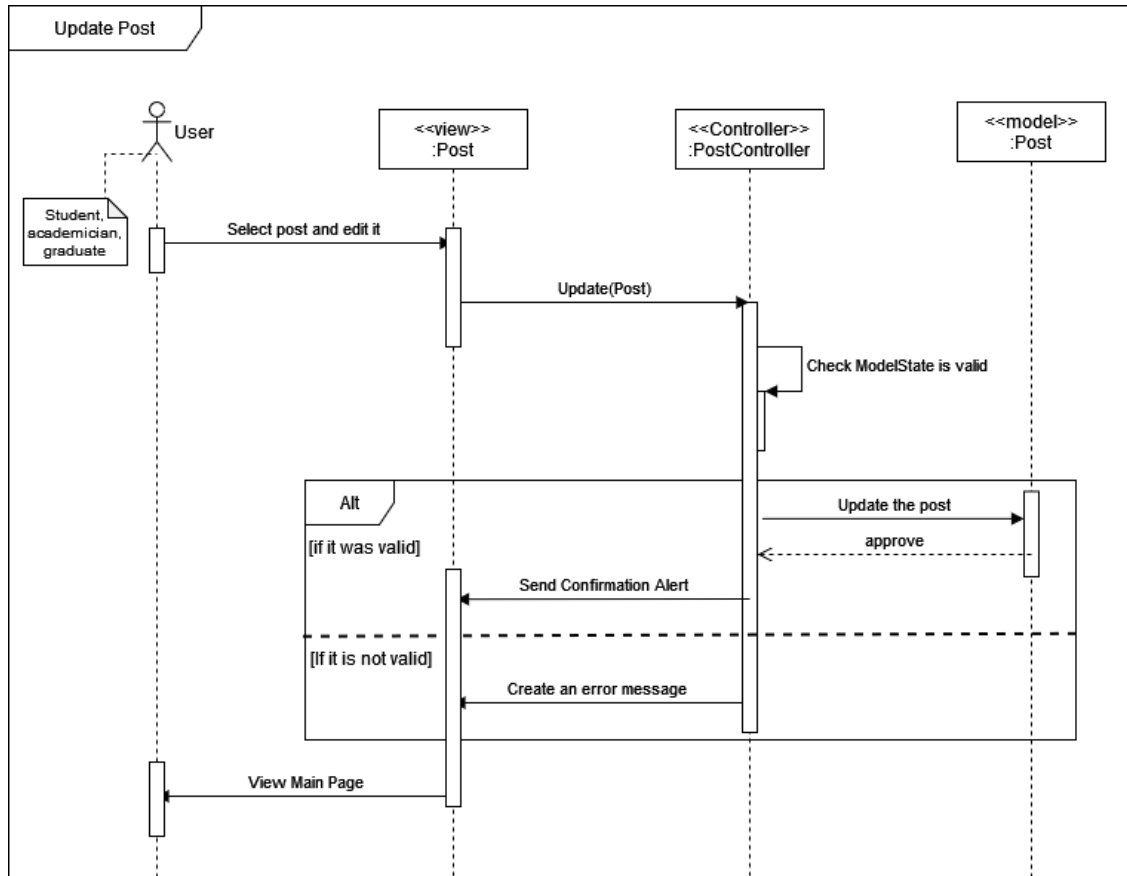 Update Post
User
<<view>>
:Post
<<Controller>>
:PostController
<<model>>
:Post
Student,
academician,
graduate
Select post and edit it
Update(Post)
Check ModelState is valid
Alt
Update the post
[if it was valid]
approve
Send Confirmation Alert
[If it is not valid]
Create an error message
View Main Page